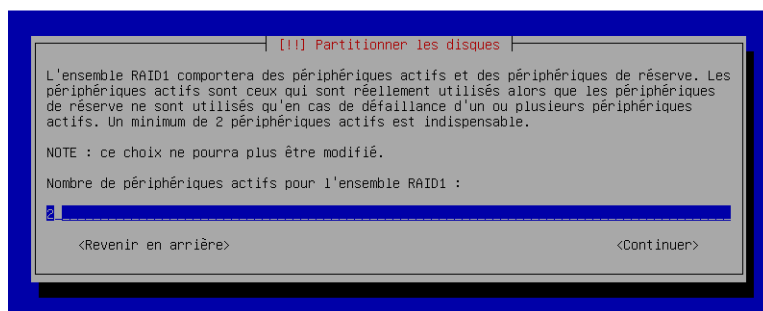 [!!] Partitionner les disques
L'ensemble RAID1 comportera des périphériques actifs et des périphériques de réserve. Les
périphériques actifs sont ceux qui sont réellement utilisés alors que les périphériques
de réserve ne sont utilisés qu'en cas de défaillance d'un ou plusieurs périphériques
actifs. Un minimum de 2 périphériques actifs est indispensable.
NOTE : ce choix ne pourra plus être modifié.
Nombre de périphériques actifs pour l'ensemble RAID1 :
2
<Revenir en arrière> <Continuer>